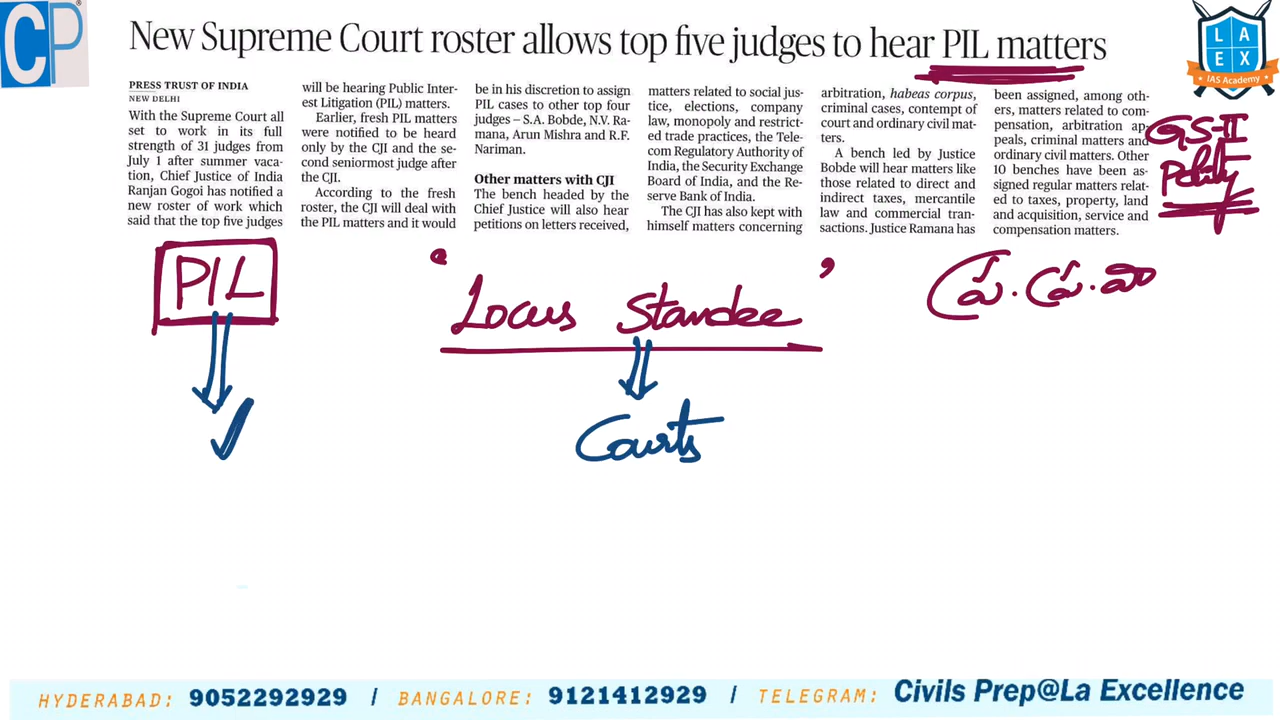 CP
New Supreme Court roster allows top five judges to hear PIL matters
L A
E X
IAS Academy
PRESS TRUST OF INDIA
NEW DELHI
With the Supreme Court all
set to work in its full
strength of 31 judges from
July 1 after summer vaca-
tion, Chief Justice of India
Ranjan Gogoi has notified a
new roster of work which
said that the top five judges
will be hearing Public Inter-
est Litigation (PIL) matters.
Earlier, fresh PIL matters
were notified to be heard
only by the CJI and the se-
cond seniormost judge after
the CJI.
According to the fresh
roster, the CJI will deal with
the PIL matters and it would
be in his discretion to assign
PIL cases to other top four
judges – S.A. Bobde, N.V. Ra-
mana, Arun Mishra and R.F.
Nariman.
Other matters with CJI
The bench headed by the
Chief Justice will also hear
petitions on letters received,
matters related to social jus-
tice, elections, company
law, monopoly and restrict-
ed trade practices, the Tele-
com Regulatory Authority of
India, the Security Exchange
Board of India, and the Re-
serve Bank of India.
The CJI has also kept with
himself matters concerning
arbitration, habeas corpus,
criminal cases, contempt of
court and ordinary civil mat-
ters.
A bench led by Justice
Bobde will hear matters like
those related to direct and
indirect taxes, mercantile
law and commercial tran-
sactions. Justice Ramana has
been assigned, among oth-
ers, matters related to com-
pensation, arbitration ap-
peals, criminal matters and
ordinary civil matters. Other
10 benches have been as-
signed regular matters relat-
ed to taxes, property, land
and acquisition, service and
compensation matters.
GS-II
Polity
PIL
‘Locus Standee’
Courts
HYDERABAD: 9052292929 / BANGALORE: 9121412929 / TELEGRAM: Civils Prep@La Excellence